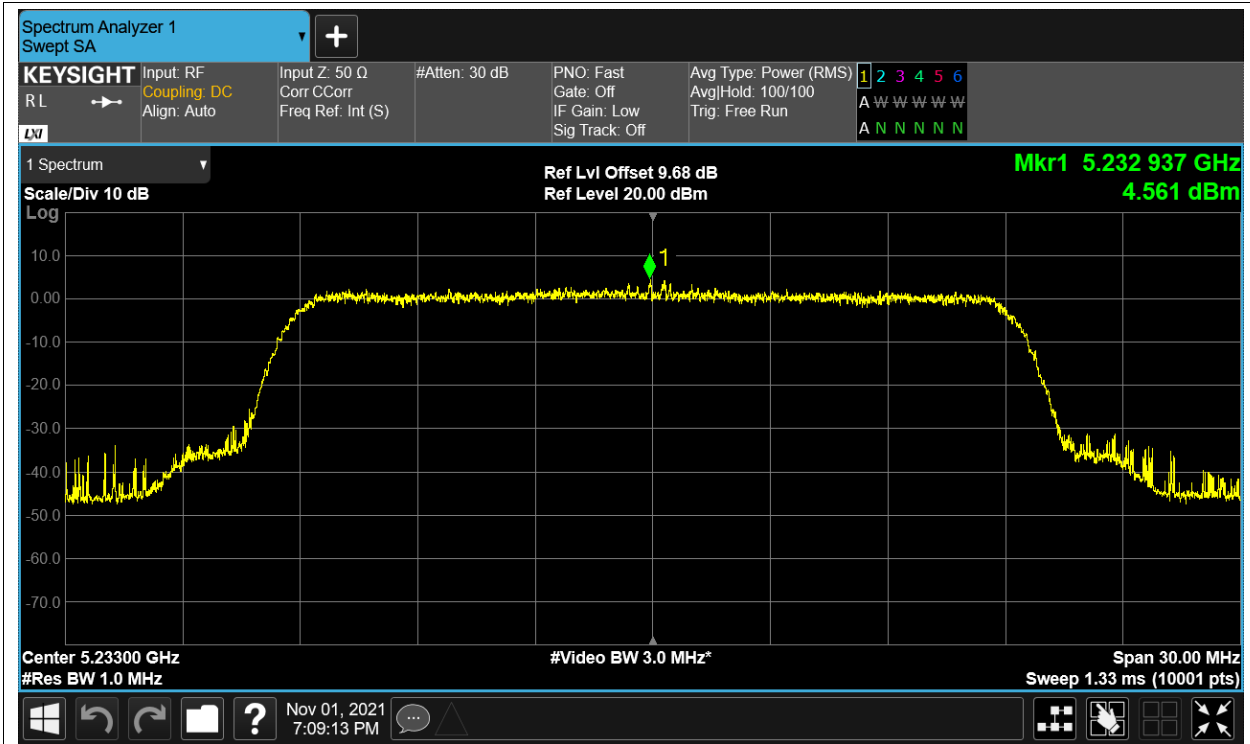 Spectrum Analyzer 1
Swept SA
KEYSIGHT
R L
LXI
Input: RF
Coupling: DC
Align: Auto
Input Z: 50 Ω
Corr CCorr
Freq Ref: Int (S)
#Atten: 30 dB
PNO: Fast
Gate: Off
IF Gain: Low
Sig Track: Off
Avg Type: Power (RMS)
Avg|Hold: 100/100
Trig: Free Run
1 2 3 4 5 6
A W W W W W
A N N N N N
1 Spectrum
Scale/Div 10 dB
Log
Ref Lvl Offset 9.68 dB
Ref Level 20.00 dBm
Mkr1 5.232 937 GHz
4.561 dBm
1
10.0
0.00
-10.0
-20.0
-30.0
-40.0
-50.0
-60.0
-70.0
Center 5.23300 GHz
#Res BW 1.0 MHz
#Video BW 3.0 MHz*
Span 30.00 MHz
Sweep 1.33 ms (10001 pts)
?
Nov 01, 2021
7:09:13 PM